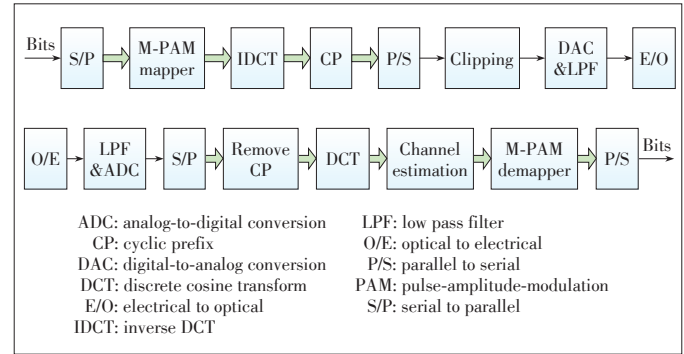 Bits
S/P
M-PAM
mapper
IDCT
CP
P/S
Clipping
DAC
&LPF
E/O
O/E
LPF
&ADC
S/P
Remove
CP
DCT
Channel
estimation
M-PAM
demapper
P/S
Bits
ADC: analog-to-digital conversion
CP: cyclic prefix
DAC: digital-to-analog conversion
DCT: discrete cosine transform
E/O: electrical to optical
IDCT: inverse DCT
LPF: low pass filter
O/E: optical to electrical
P/S: parallel to serial
PAM: pulse-amplitude-modulation
S/P: serial to parallel